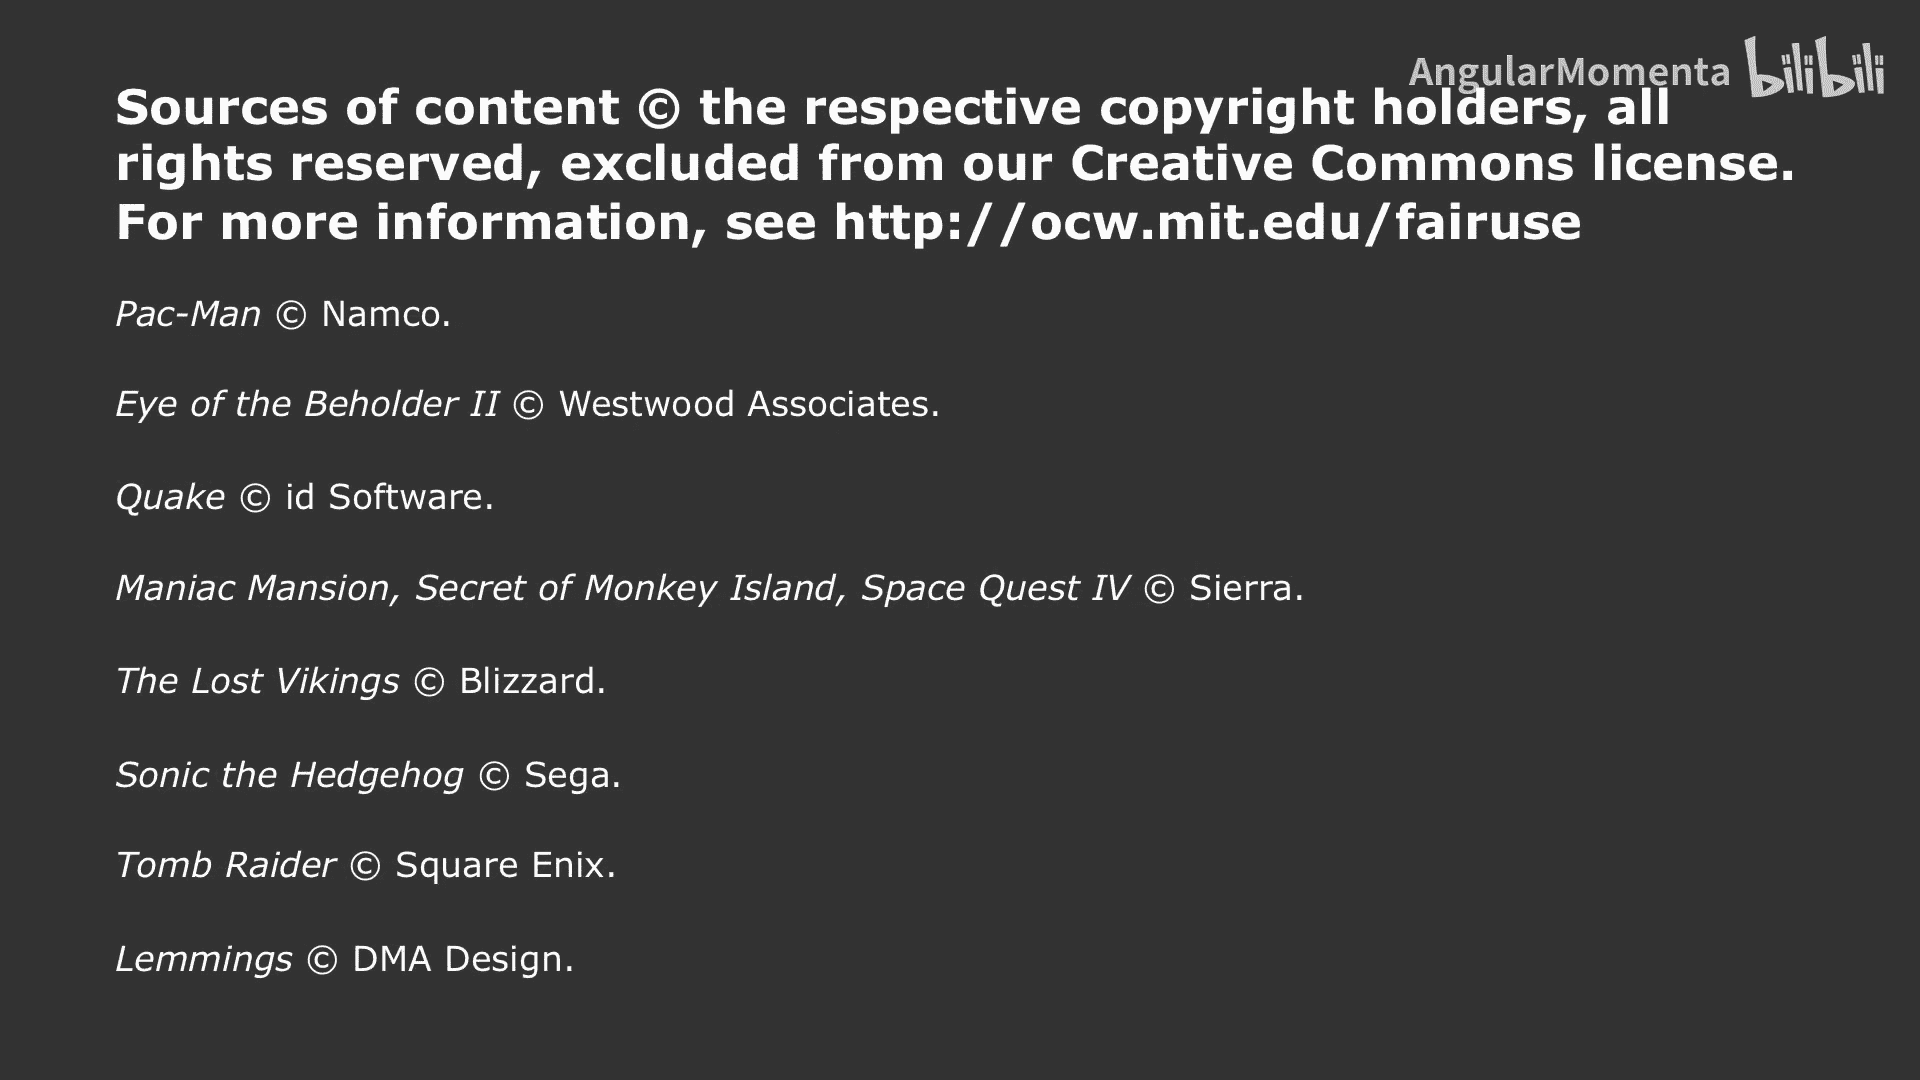 AngularMomenta bilibili
Sources of content © the respective copyright holders, all
rights reserved, excluded from our Creative Commons license.
For more information, see http://ocw.mit.edu/fairuse
Pac-Man © Namco.
Eye of the Beholder II © Westwood Associates.
Quake © id Software.
Maniac Mansion, Secret of Monkey Island, Space Quest IV © Sierra.
The Lost Vikings © Blizzard.
Sonic the Hedgehog © Sega.
Tomb Raider © Square Enix.
Lemmings © DMA Design.